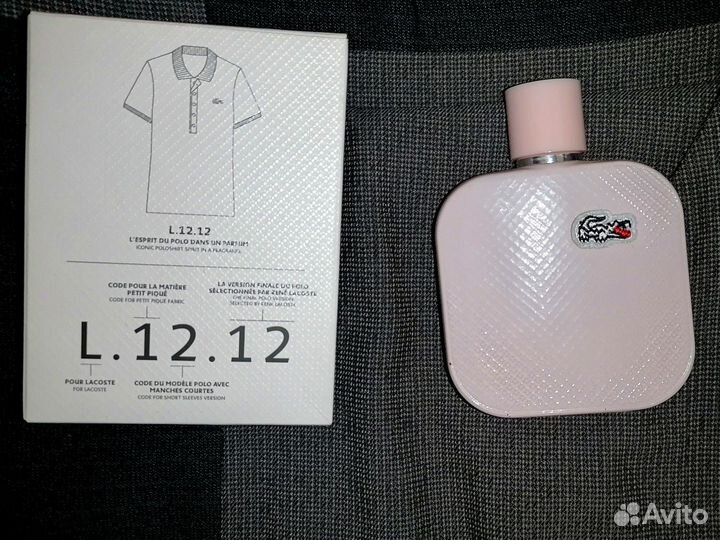 L.12.12
L'ESPRIT DU POLO DANS UN PARFUM
ICONIC POLOSHIRT SPIRIT IN A FRAGRANCE
CODE POUR LA MATIÈRE
PETIT PIQUÉ
CODE FOR PETIT PIQUE FABRIC
LA VERSION FINALE DU POLO
SÉLECTIONNÉE PAR RENÉ LACOSTE
THE FINAL POLO VERSION
SELECTED BY RENE LACOSTE
L.12.12
POUR LACOSTE
FOR LACOSTE
CODE DU MODÈLE POLO AVEC
MANCHES COURTES
CODE FOR SHORT SLEEVES VERSION
Avito